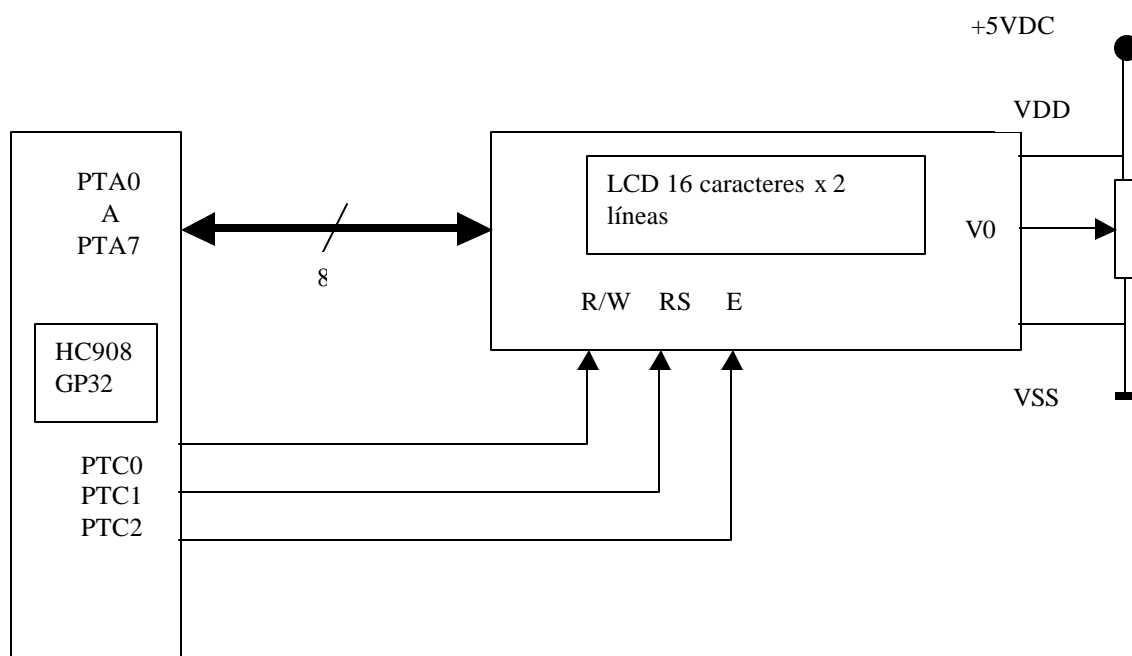 +5VDC
VDD
PTA0
A
PTA7
8
LCD 16 caracteres x 2
líneas
V0
R/W RS E
HC908
GP32
VSS
PTC0
PTC1
PTC2